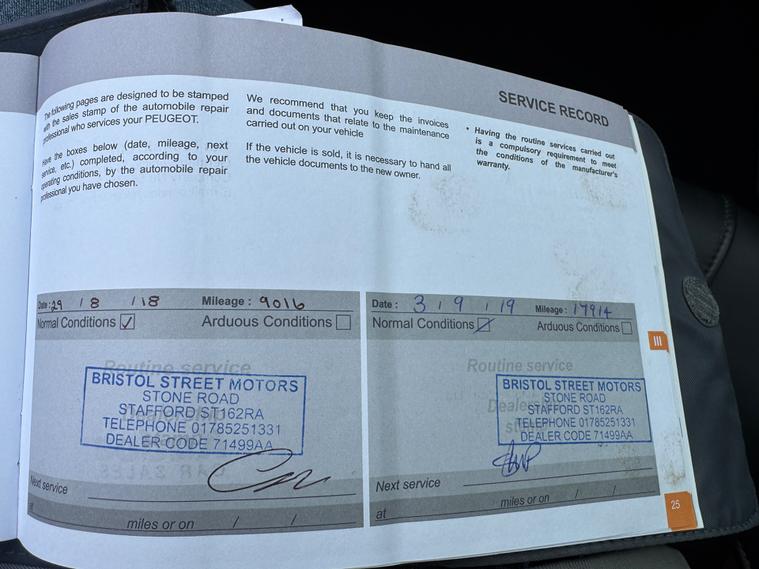 SERVICE RECORD
The following pages are designed to be stamped
with the sales stamp of the automobile repair
professional who services your PEUGEOT.
Have the boxes below (date, mileage, next
service, etc.) completed, according to your
operating conditions, by the automobile repair
professional you have chosen.
We recommend that you keep the invoices
and documents that relate to the maintenance
carried out on your vehicle
If the vehicle is sold, it is necessary to hand all
the vehicle documents to the new owner.
• Having the routine services carried out
is a compulsory requirement to meet
the conditions of the manufacturer's
warranty.
Date : 29 / 8 / 18 Mileage : 9016
Normal Conditions ☑ Arduous Conditions ☐
Routine service
BRISTOL STREET MOTORS
STONE ROAD
STAFFORD ST162RA
TELEPHONE 01785251331
DEALER CODE 71499AA
Next service
at miles or on / /
Date : 3 / 9 / 19 Mileage : 17914
Normal Conditions ☑ Arduous Conditions ☐
Routine service
Dealer
BRISTOL STREET MOTORS
STONE ROAD
STAFFORD ST162RA
TELEPHONE 01785251331
DEALER CODE 71499AA
Next service
at miles or on / /
III
25